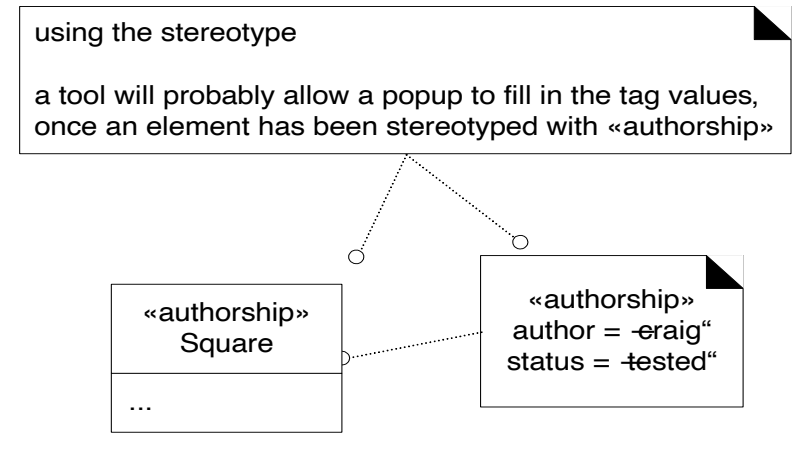 using the stereotype
a tool will probably allow a popup to fill in the tag values,
once an element has been stereotyped with «authorship»
«authorship»
Square
...
«authorship»
author = ̶craig“
status = ̶tested“